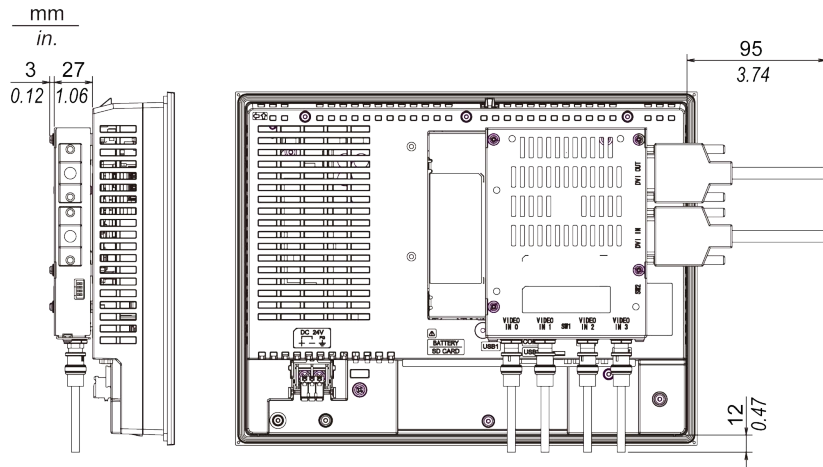 mm
in.
3 27
0.12 1.06
95
3.74
DVI OUT
DVI IN
SW2
VIDEO IN 0
VIDEO IN 1
SW1
VIDEO IN 2
VIDEO IN 3
DC 24V
BATTERY
SD CARD
USB1
12
0.47